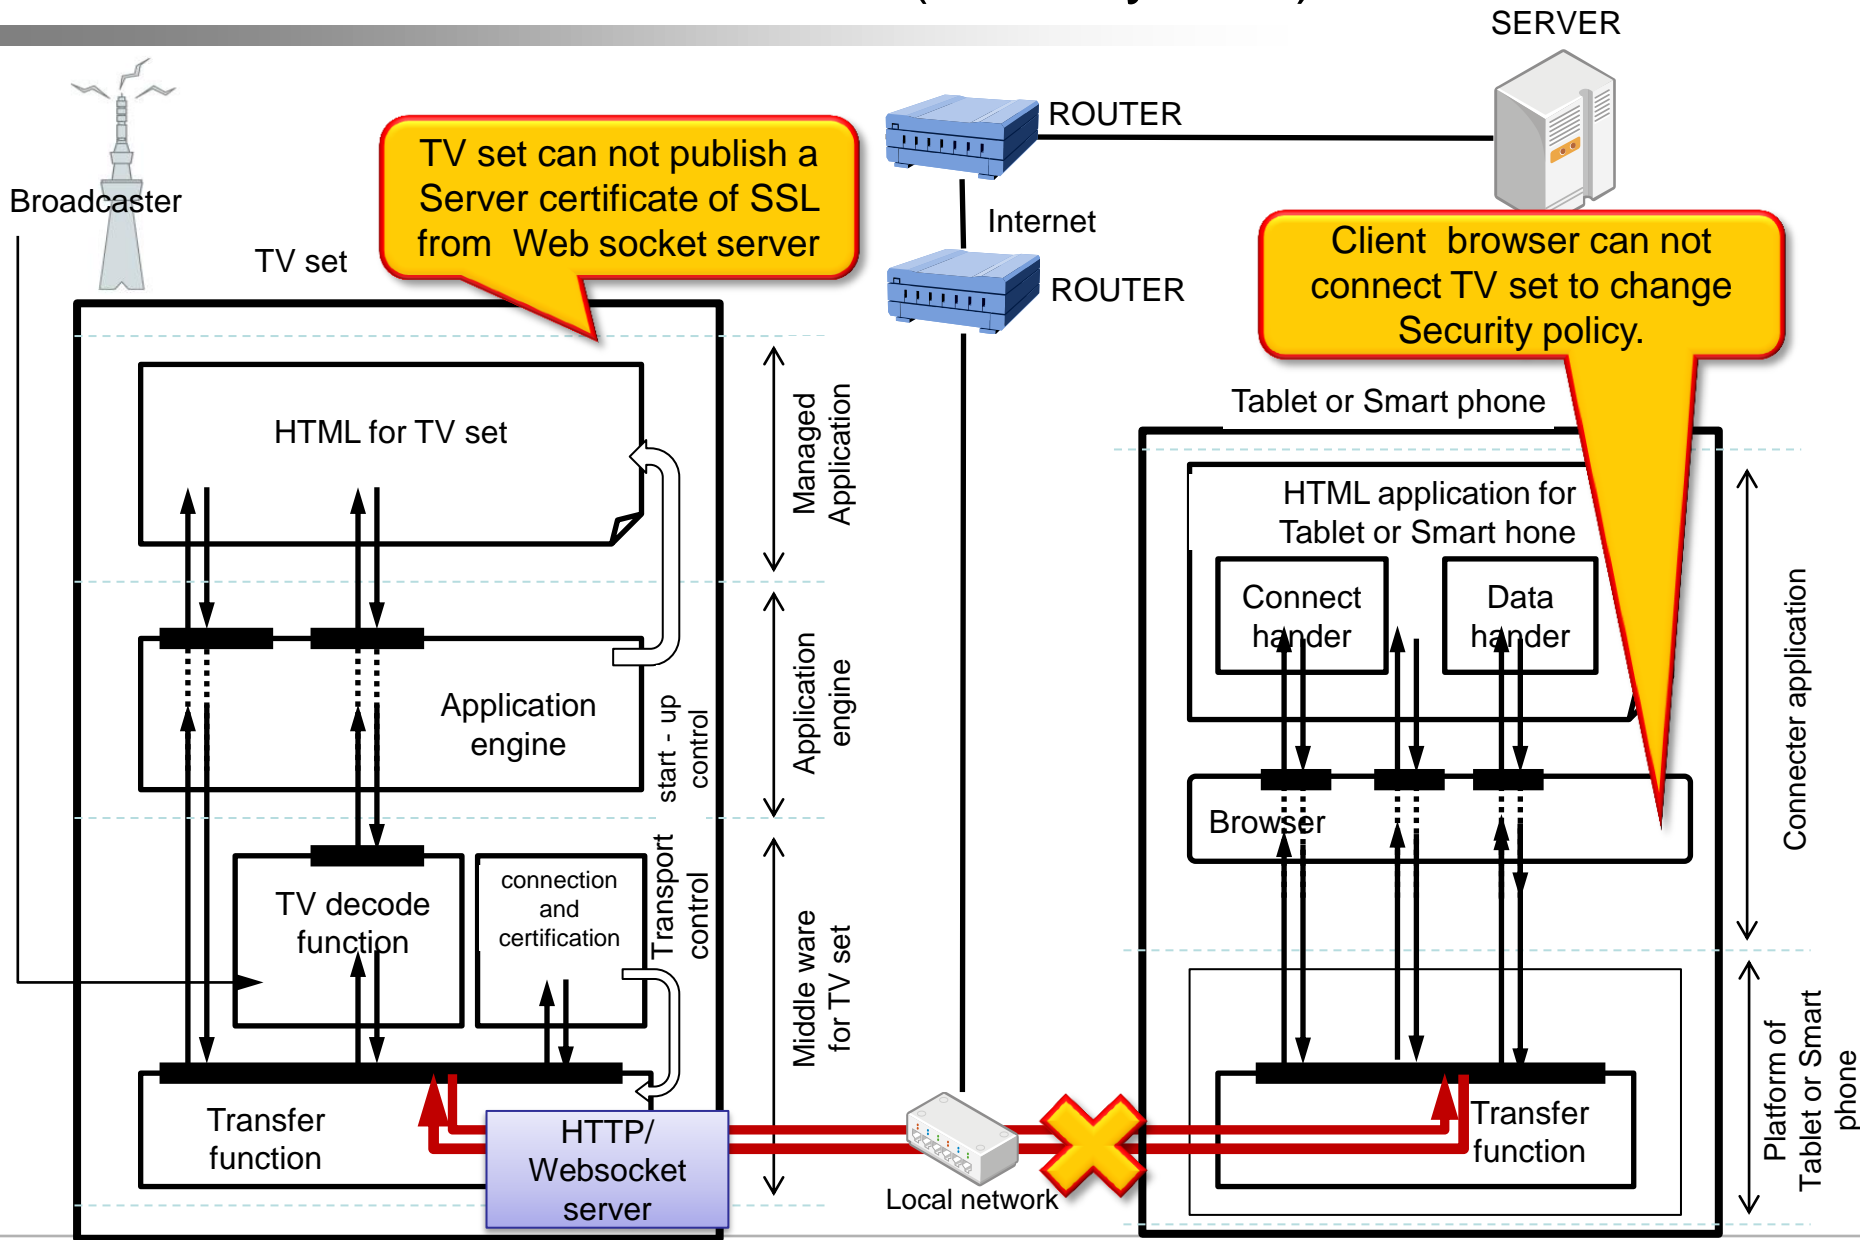 SERVER
ROUTER
TV set can not publish a
Server certificate of SSL
from Web socket server
Broadcaster
Internet
TV set
ROUTER
Client browser can not
connect TV set to change
Security policy.
Tablet or Smart phone
HTML for TV set
Managed
Application
HTML application for
Tablet or Smart hone
Connect
hander
Data
hander
Application
engine
start - up
control
Application
engine
Connecter application
Browser
TV decode
function
connection
and
certification
Transport
control
Middle ware
for TV set
Platform of
Tablet or Smart
phone
Transfer
function
HTTP/
Websocket
server
Local network
Transfer
function